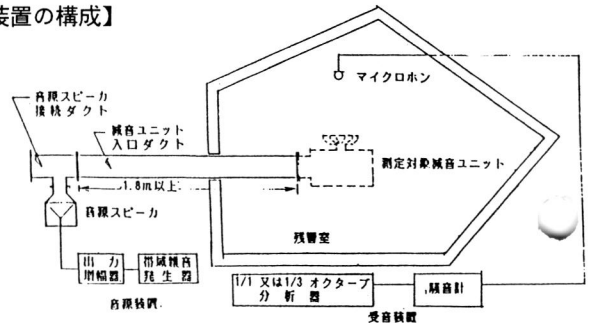 装置の構成】
音源スピーカ
接続ダクト
減音ユニット
入口ダクト
マイクロホン
測定対象減音ユニット
1.8m以上
音源スピーカ
残響室
出力
増幅器
帯域雑音
発生器
音源装置
1/1 又は1/3 オクターブ
分析器
騒音計
受音装置